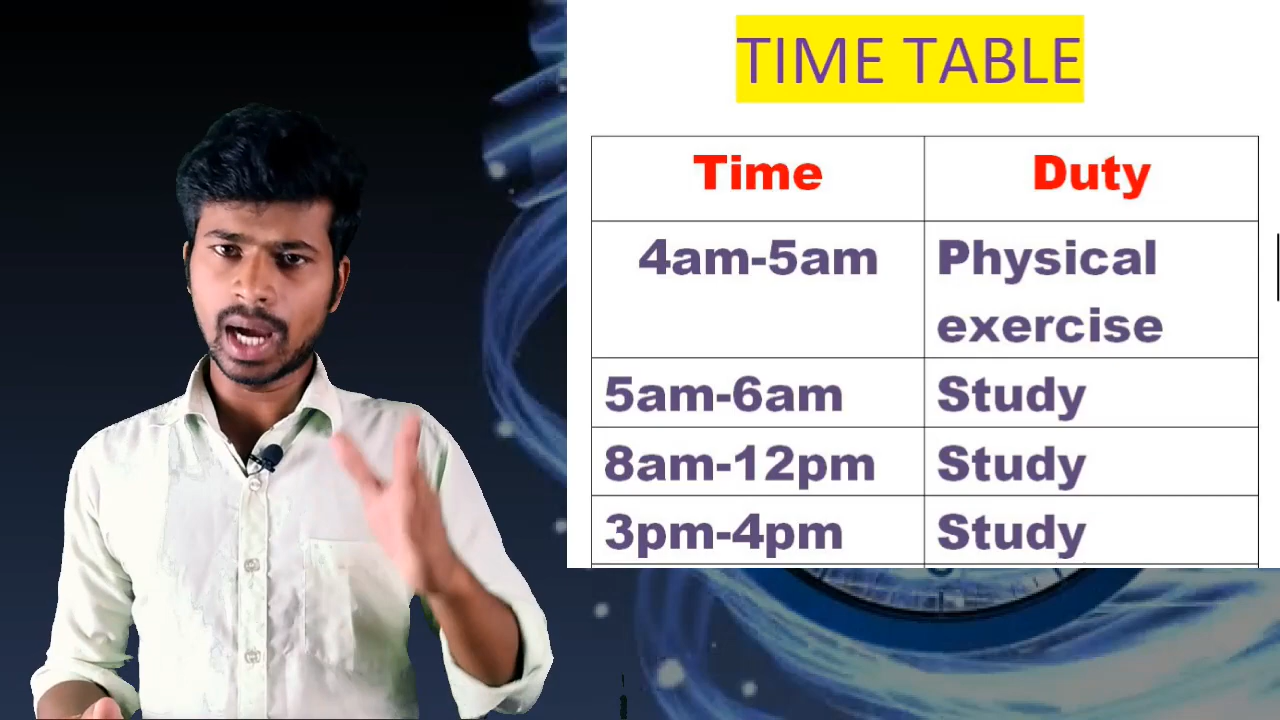 TIME TABLE
Time Duty
4am-5am Physical
exercise
5am-6am Study
8am-12pm Study
3pm-4pm Study